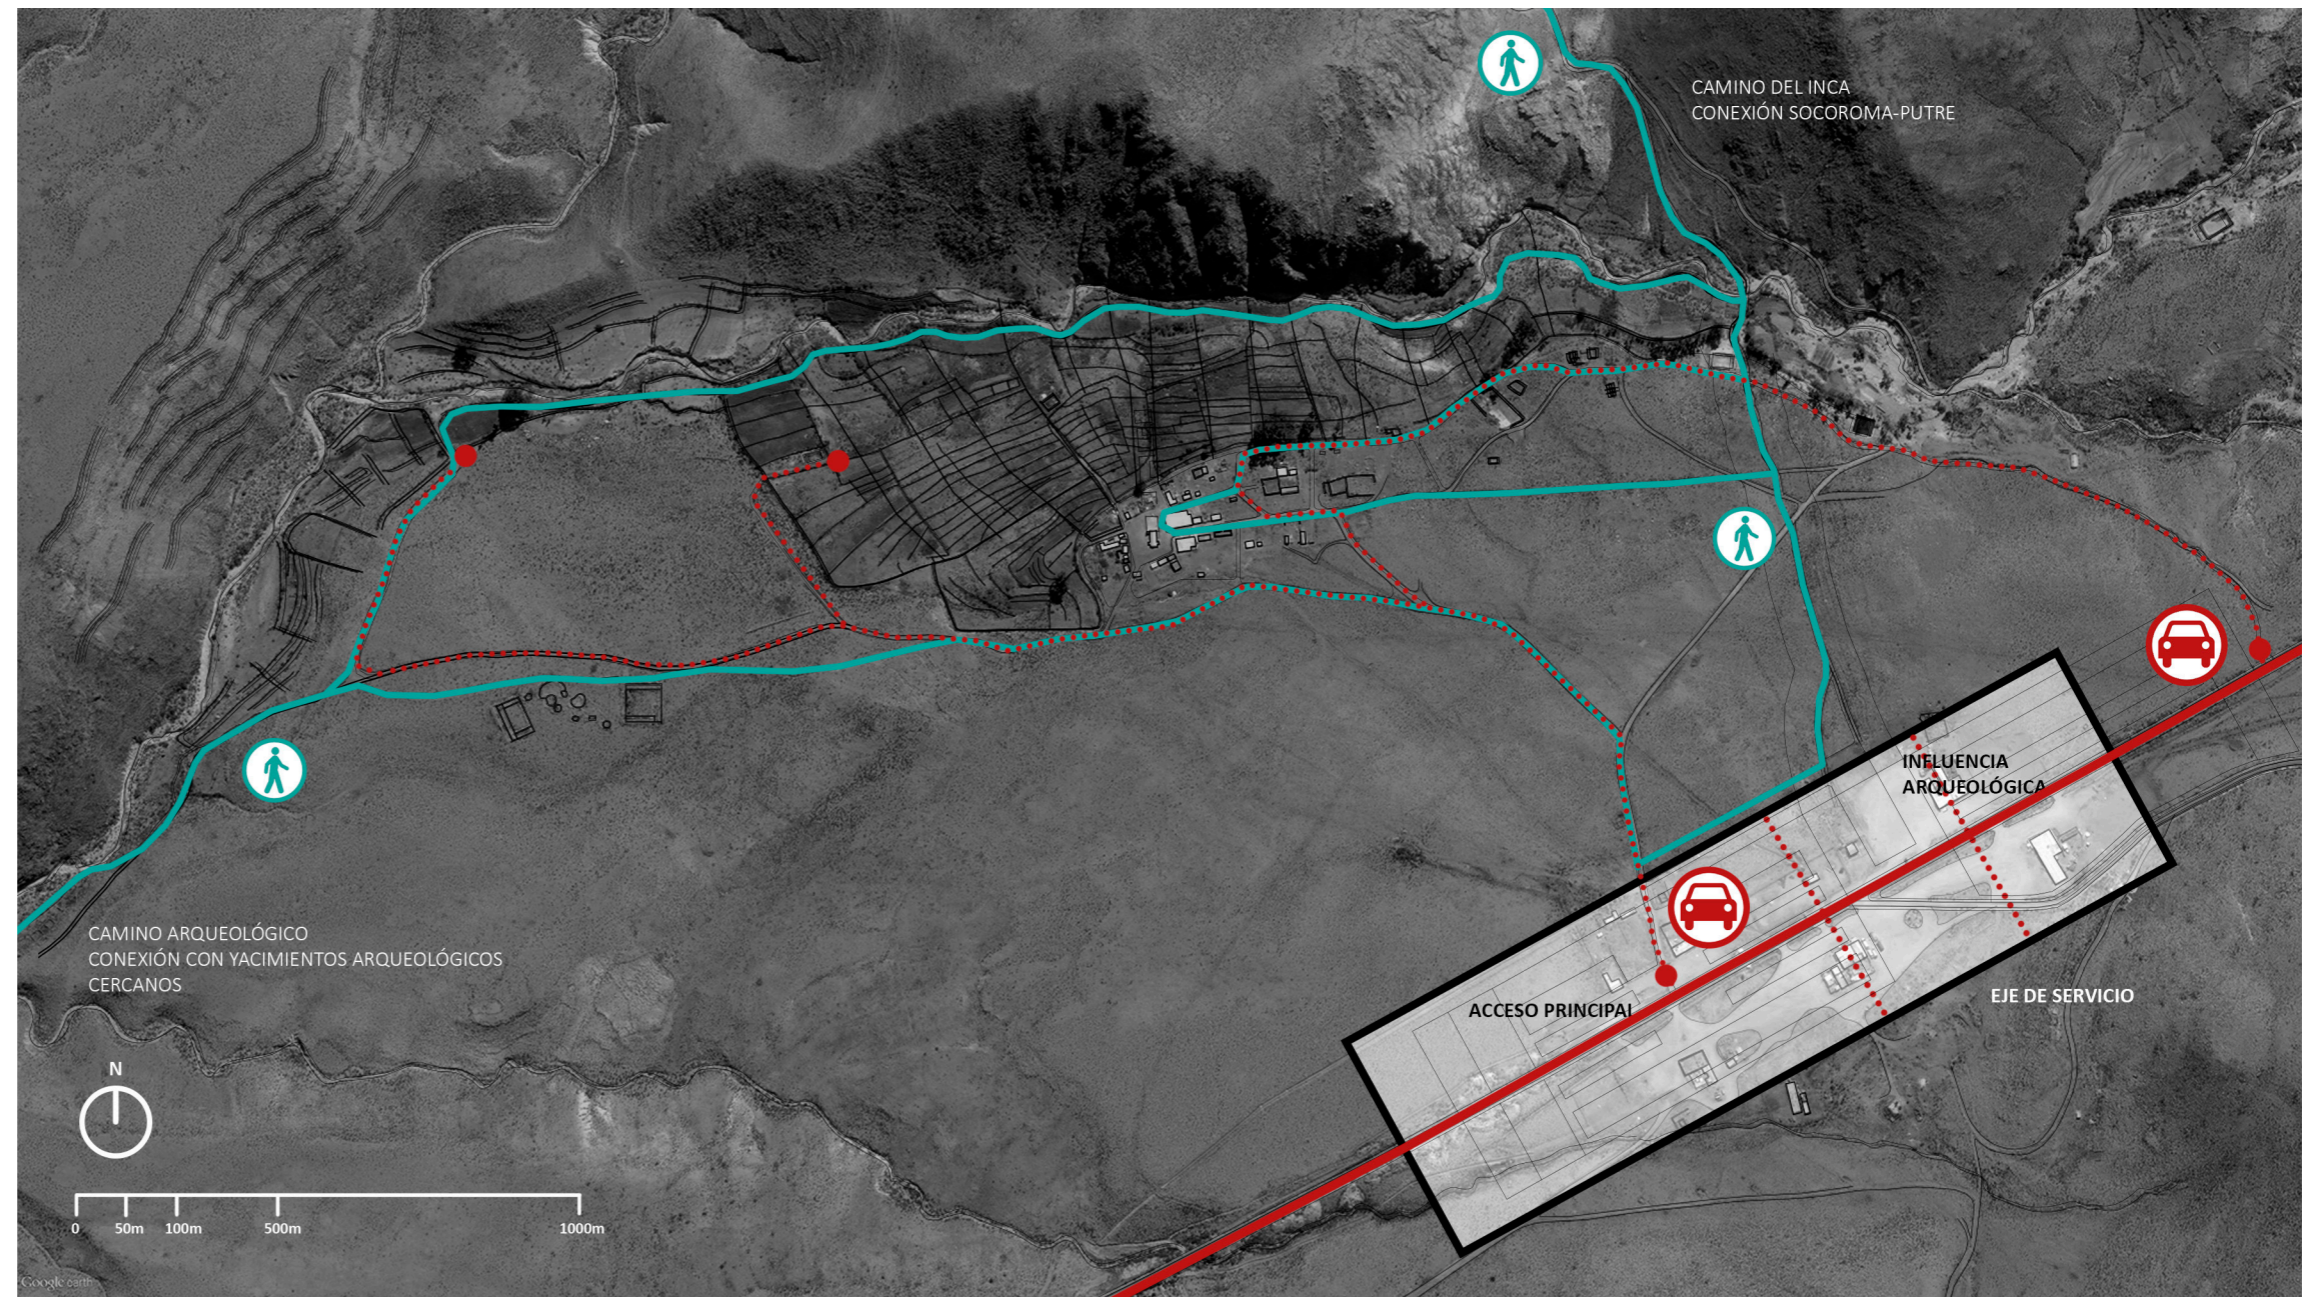 CAMINO DEL INCA
CONEXIÓN SOCOROMA-PUTRE
INFLUENCIA
ARQUEOLÓGICA
CAMINO ARQUEOLÓGICO
CONEXIÓN CON YACIMIENTOS ARQUEOLÓGICOS
CERCANOS
EJE DE SERVICIO
ACCESO PRINCIPAl
N
0 50m 100m 500m 1000m
Google earth